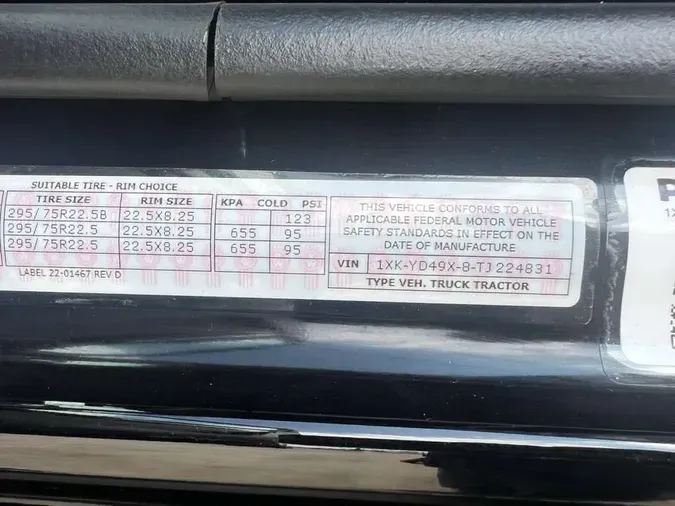 SUITABLE TIRE - RIM CHOICE
TIRE SIZE RIM SIZE KPA COLD PSI
295/75R22.5B 22.5X8.25 123
295/75R22.5 22.5X8.25 655 95
295/75R22.5 22.5X8.25 655 95
LABEL 22-01467 REV D
THIS VEHICLE CONFORMS TO ALL
APPLICABLE FEDERAL MOTOR VEHICLE
SAFETY STANDARDS IN EFFECT ON THE
DATE OF MANUFACTURE
VIN 1XK-YD49X-8-TJ224831
TYPE VEH. TRUCK TRACTOR